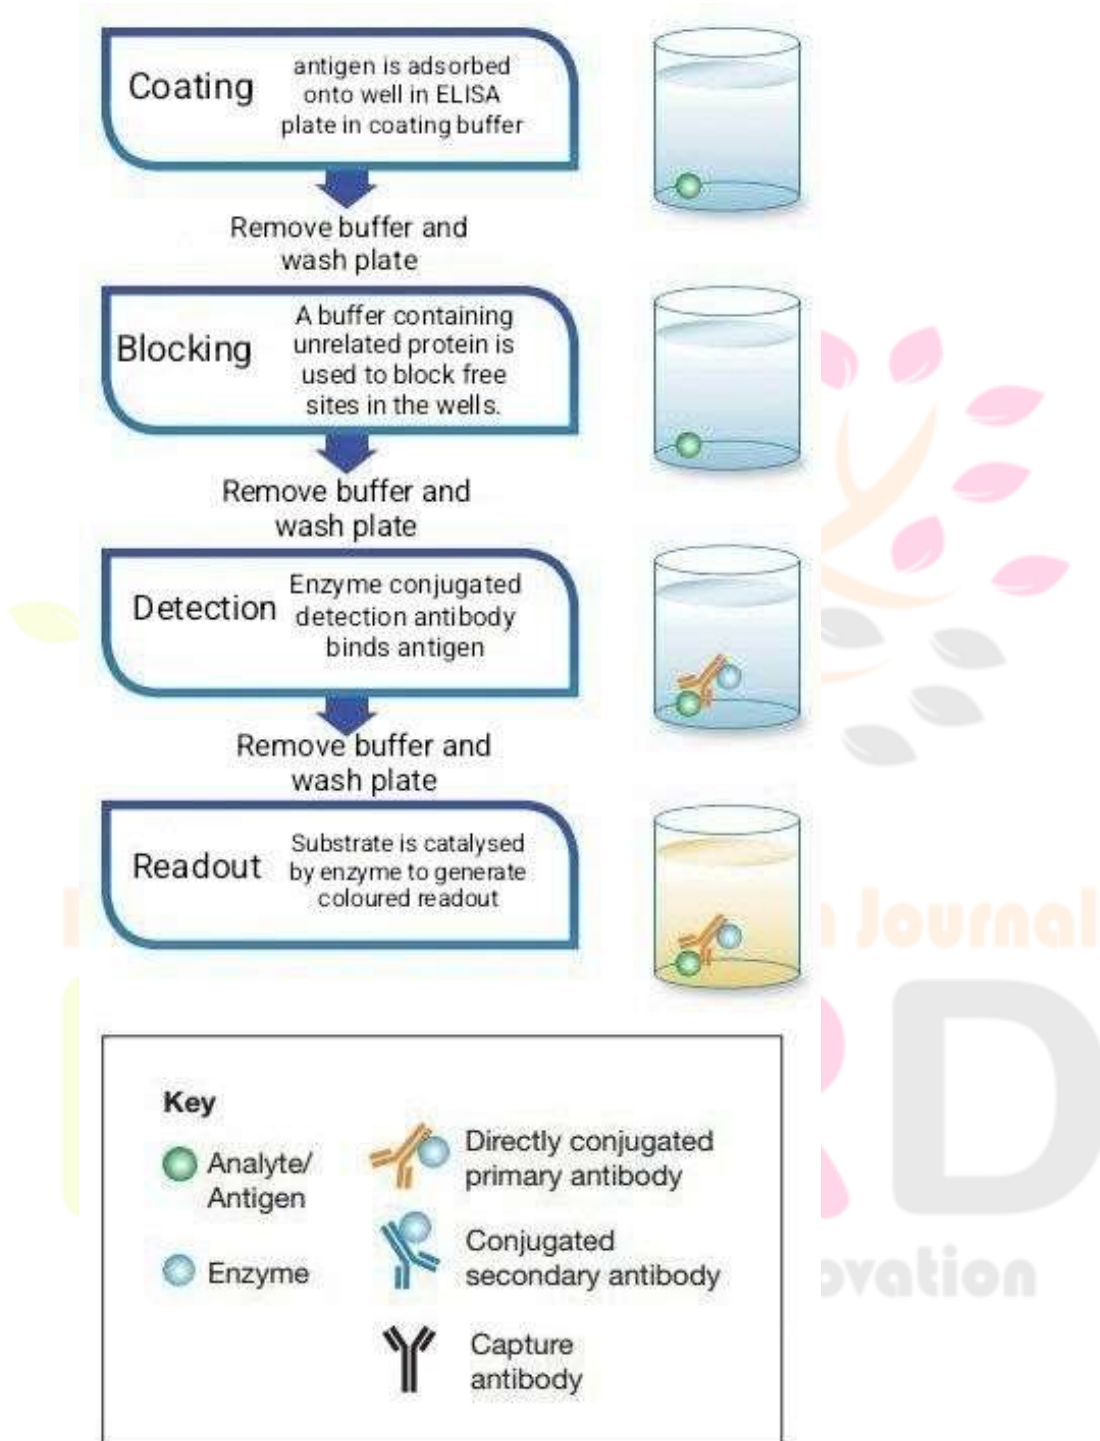 Coating
antigen is adsorbed
onto well in ELISA
plate in coating buffer
Remove buffer and
wash plate
Blocking
A buffer containing
unrelated protein is
used to block free
sites in the wells.
Remove buffer and
wash plate
Detection
Enzyme conjugated
detection antibody
binds antigen
Remove buffer and
wash plate
Readout
Substrate is catalysed
by enzyme to generate
coloured readout
Journal
RD
Key
Analyte/
Antigen
Enzyme
Directly conjugated
primary antibody
Conjugated
secondary antibody
Capture
antibody
ovation